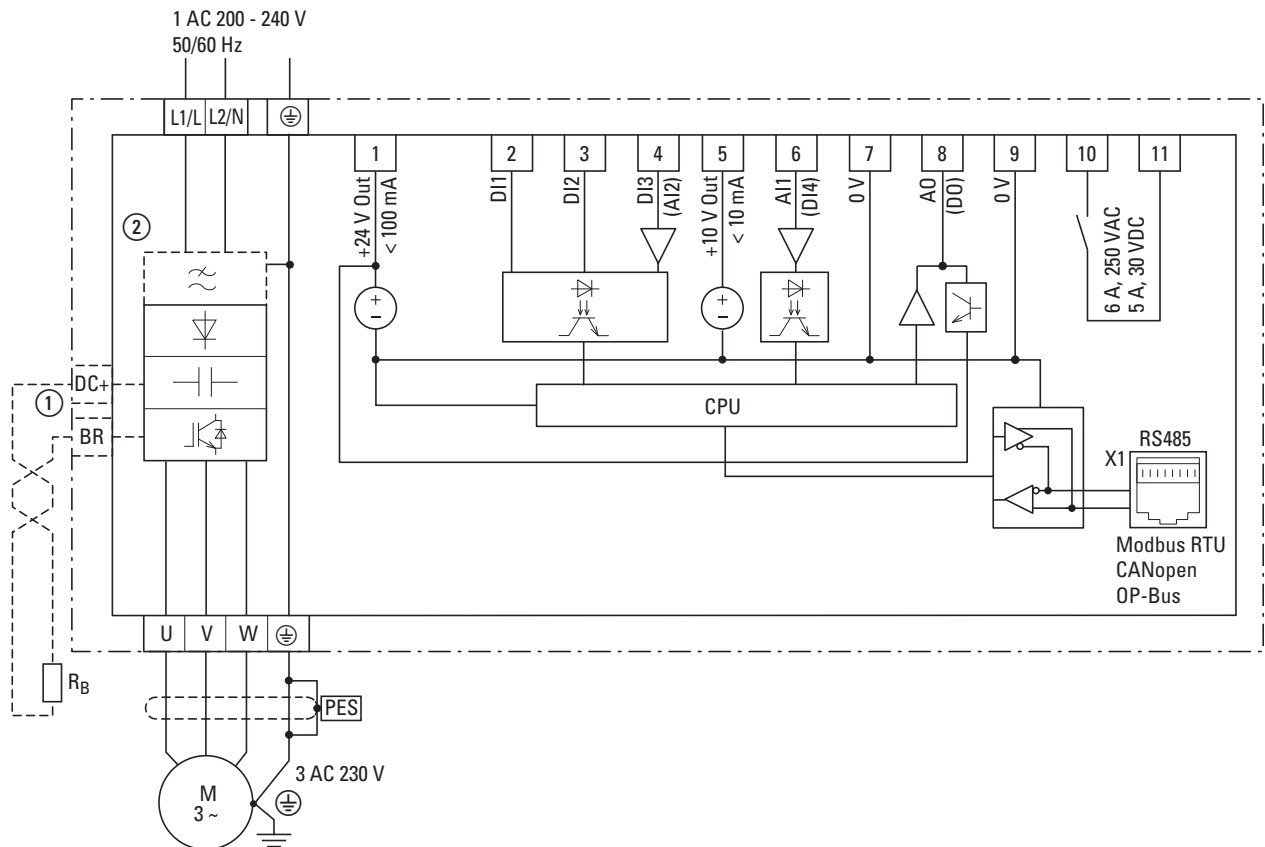 1 AC 200 - 240 V
50/60 Hz
L1/L L2/N
1 2 3 4 5 6 7 8 9 10 11
+24 V Out
< 100 mA
DI1
DI2
DI3
(AI2)
+10 V Out
< 10 mA
AI1
(DI4)
0 V
AO
(DO)
0 V
6 A, 250 VAC
5 A, 30 VDC
②
DC+
①
BR
CPU
RS485
X1
Modbus RTU
CANopen
OP-Bus
U V W
RB
PES
3 AC 230 V
M
3 ~